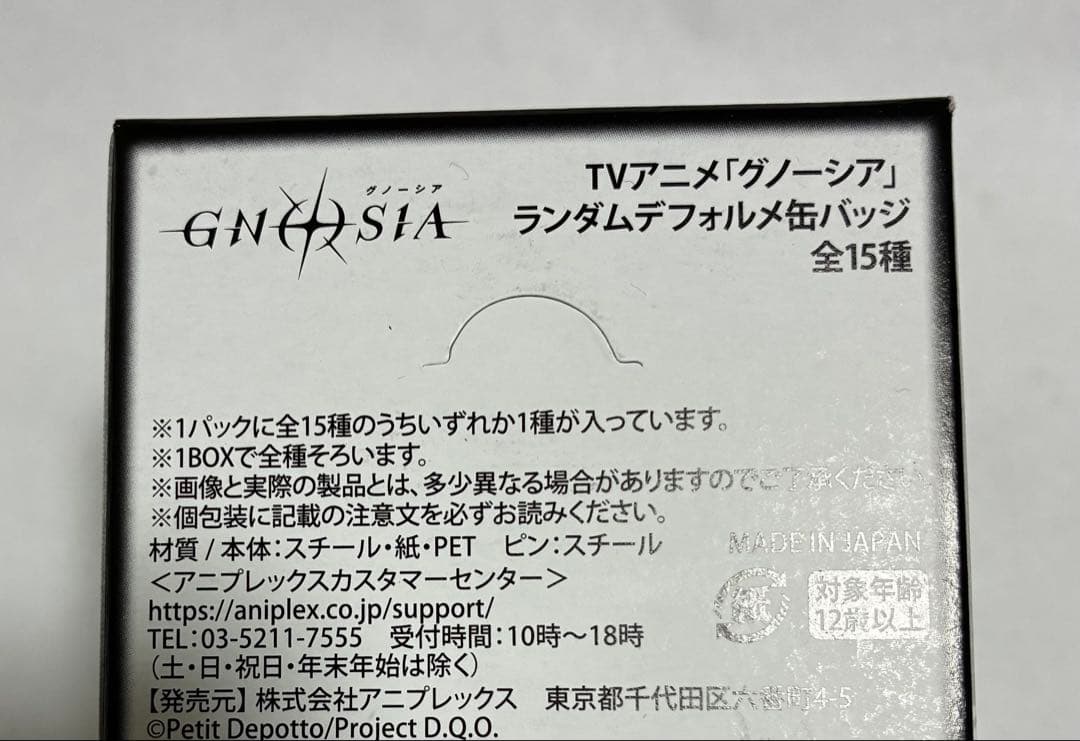 グノーシア
GNOSIA
TVアニメ「グノーシア」
ランダムデフォルメ缶バッジ
全15種
※1パックに全15種のうちいずれか1種が入っています。
※1BOXで全種そろいます。
※画像と実際の製品とは、多少異なる場合がありますのでご了承ください。
※個包装に記載の注意文を必ずお読みください。
材質 / 本体：スチール・紙・PET　ピン：スチール
MADE IN JAPAN
＜アニプレックスカスタマーセンター＞
紙
対象年齢
12歳以上
https://aniplex.co.jp/support/
TEL：03-5211-7555　受付時間：10時～18時
（土・日・祝日・年末年始は除く）
【発売元】 株式会社アニプレックス　東京都千代田区六番町4-5
©Petit Depotto/Project D.Q.O.